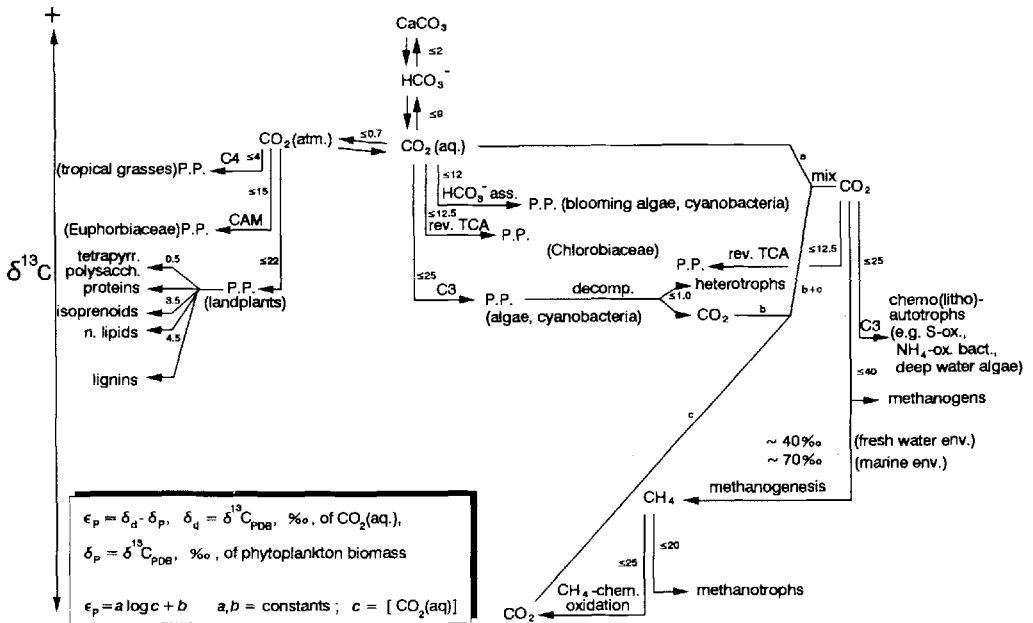 +
CaCO₃
≤2
HCO₃⁻
≤9
CO₂(atm.)
≤0.7
CO₂(aq.)
C4 ≤4
(tropical grasses)P.P.
≤15
CAM
(Euphorbiaceae)P.P.
≤22
P.P.
(landplants)
tetrapyrr.
polysacch.
0.5
proteins
isoprenoids
3.5
n. lipids
4.5
lignins
δ¹³C
≤12
HCO₃⁻ ass.
P.P. (blooming algae, cyanobacteria)
≤12.5
rev. TCA
P.P.
(Chlorobiaceae)
≤25
C3
P.P.
(algae, cyanobacteria)
decomp.
≤1.0
heterotrophs
CO₂
b
a
mix
CO₂
b+c
c
≤12.5
rev. TCA
P.P.
≤25
C3
chemo(litho)-
autotrophs
(e.g. S-ox.,
NH₄-ox. bact.,
deep water algae)
≤40
methanogens
~ 40‰ (fresh water env.)
~ 70‰ (marine env.)
methanogenesis
CH₄
≤25
≤20
CH₄-chem.
oxidation
methanotrophs
CO₂
εₚ = δ_d - δₚ, δ_d = δ¹³C_PDB, ‰, of CO₂(aq.),
δₚ = δ¹³C_PDB, ‰, of phytoplankton biomass
εₚ = a log c + b a,b = constants ; c = [ CO₂(aq)]